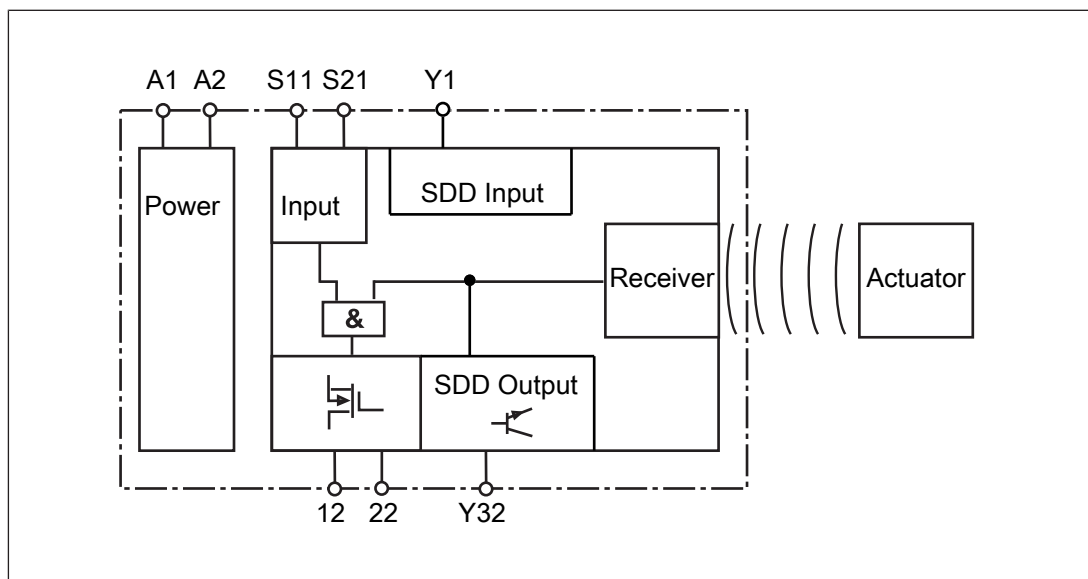 A1 A2 S11 S21 Y1
Power
Input
SDD Input
Receiver
Actuator
&
SDD Output
12 22 Y32